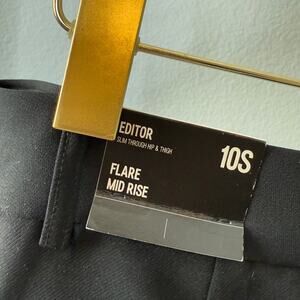 EDITOR
SLIM THROUGH HIP & THIGH
10S
FLARE
MID RISE